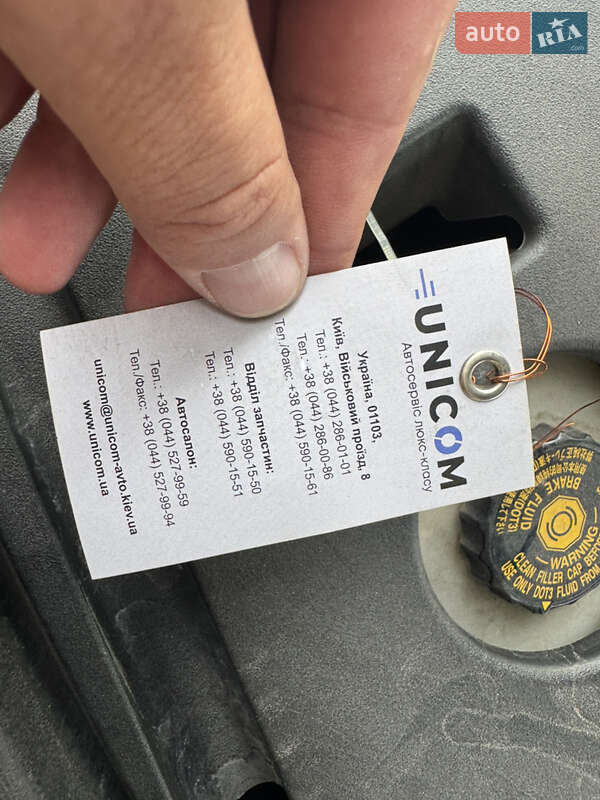 auto RIA .com
UNICOM
Автосервіс люкс-класу
Україна, 01103,
Київ, Військовий проїзд, 8
Тел.: +38 (044) 286-01-01
Тел.: +38 (044) 286-00-86
Тел./Факс: +38 (044) 590-15-61
Відділ запчастин:
Тел.: +38 (044) 590-15-50
Тел.: +38 (044) 590-15-51
Автосалон:
Тел.: +38 (044) 527-99-59
Тел./Факс: +38 (044) 527-99-94
unicom@unicom-avto.kiev.ua
www.unicom.ua
BRAKE FLUID
WARNING
CLEAN FILLER CAP
USE ONLY DOT3 FLUID FROM